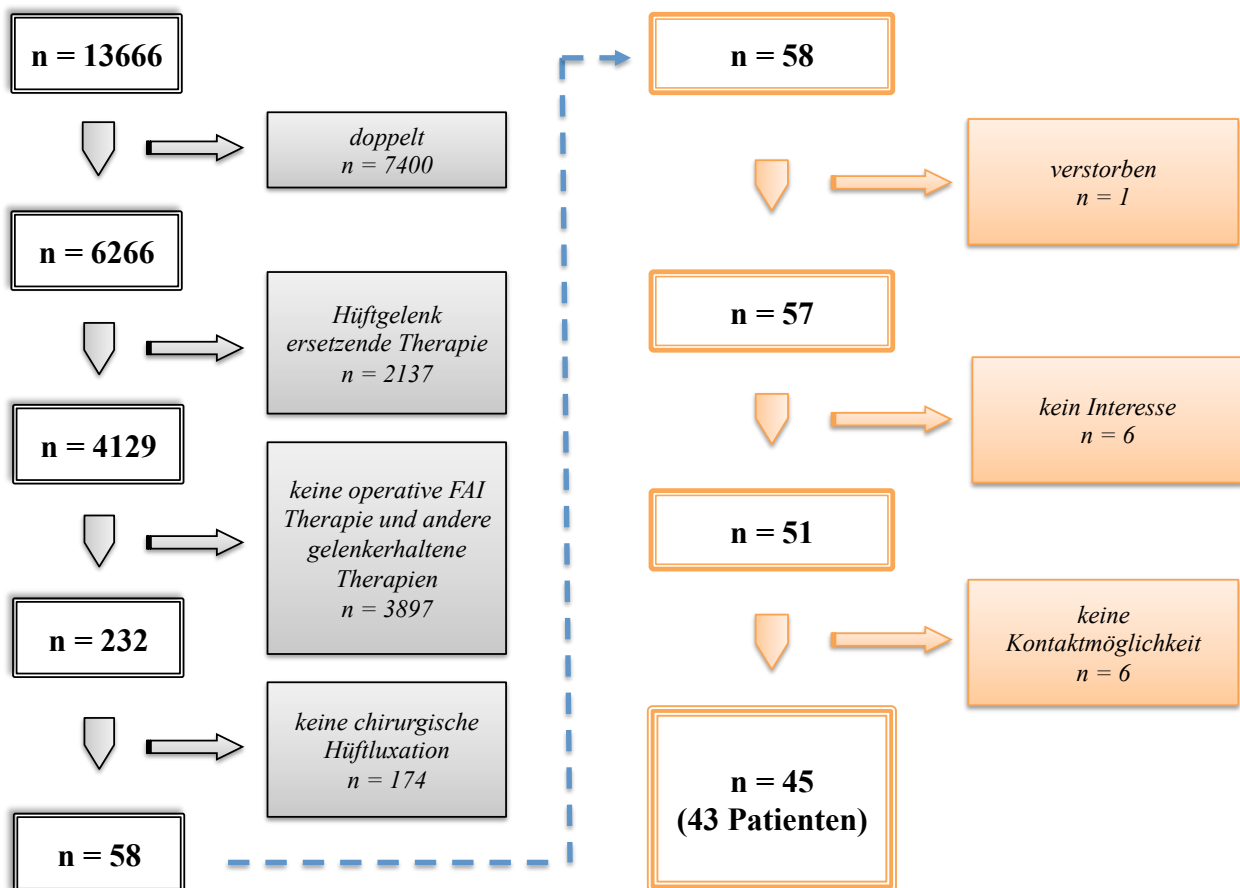 n = 13666
doppelt
n = 7400
n = 6266
Hüftgelenk
ersetzende Therapie
n = 2137
n = 4129
keine operative FAI
Therapie und andere
gelenkerhaltene
Therapien
n = 3897
n = 232
keine chirurgische
Hüftluxation
n = 174
n = 58
n = 58
verstorben
n = 1
n = 57
kein Interesse
n = 6
n = 51
keine
Kontaktmöglichkeit
n = 6
n = 45
(43 Patienten)